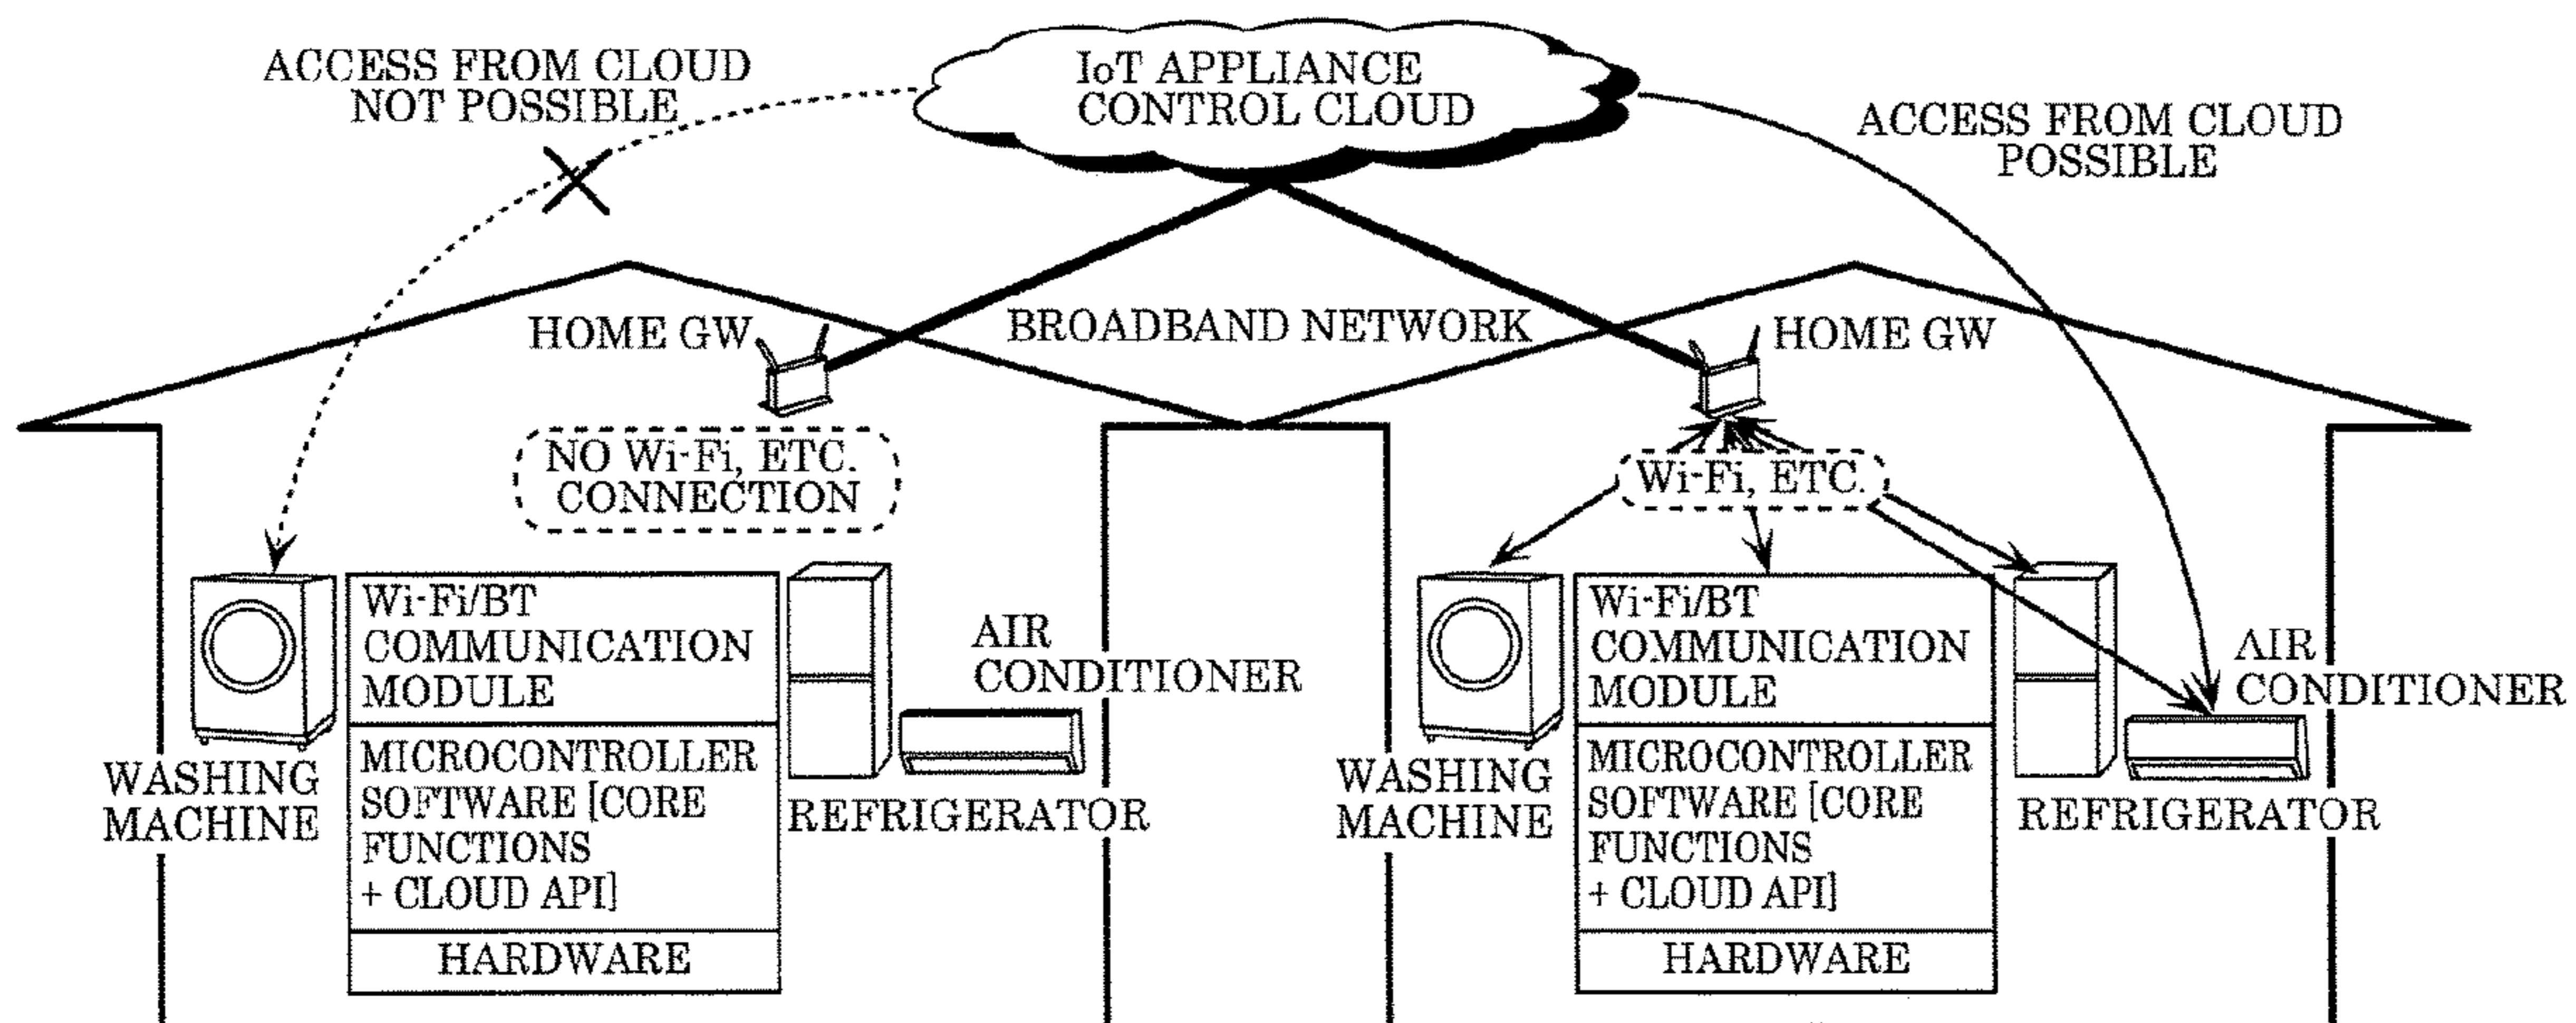 ACCESS FROM CLOUD
NOT POSSIBLE
IoT APPLIANCE
CONTROL CLOUD
ACCESS FROM CLOUD
POSSIBLE
HOME GW
BROADBAND NETWORK
HOME GW
NO Wi-Fi, ETC.
CONNECTION
Wi-Fi, ETC.
WASHING
MACHINE
Wi-Fi/BT
COMMUNICATION
MODULE
MICROCONTROLLER
SOFTWARE [CORE
FUNCTIONS
+ CLOUD API]
HARDWARE
AIR
CONDITIONER
REFRIGERATOR
WASHING
MACHINE
Wi-Fi/BT
COMMUNICATION
MODULE
MICROCONTROLLER
SOFTWARE [CORE
FUNCTIONS
+ CLOUD API]
HARDWARE
AIR
CONDITIONER
REFRIGERATOR